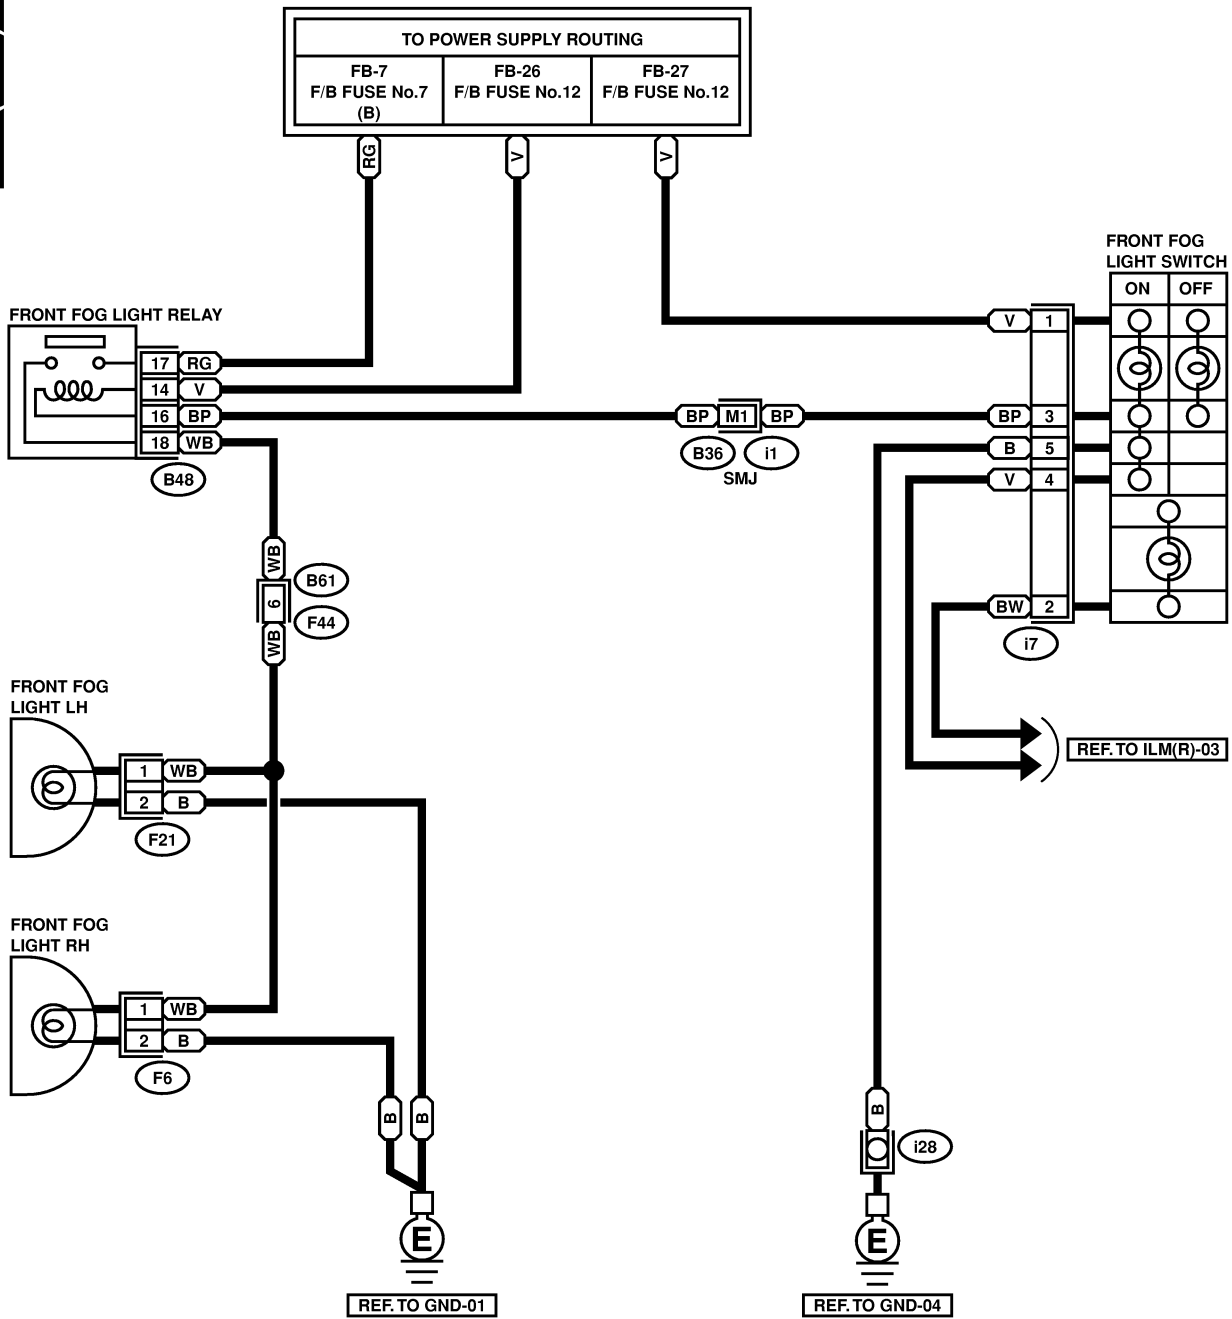 TO POWER SUPPLY ROUTING
FB-7
F/B FUSE No.7
(B)
FB-26
F/B FUSE No.12
FB-27
F/B FUSE No.12
RG
V
V
FRONT FOG
LIGHT SWITCH
ON
OFF
FRONT FOG LIGHT RELAY
17 RG
14 V
16 BP
18 WB
B48
BP M1 BP
B36
i1
SMJ
V 1
BP 3
B 5
V 4
BW 2
i7
WB
B61
6
F44
WB
FRONT FOG
LIGHT LH
1 WB
2 B
F21
REF. TO ILM(R)-03
FRONT FOG
LIGHT RH
1 WB
2 B
F6
B
B
B
i28
E
E
REF. TO GND-01
REF. TO GND-04